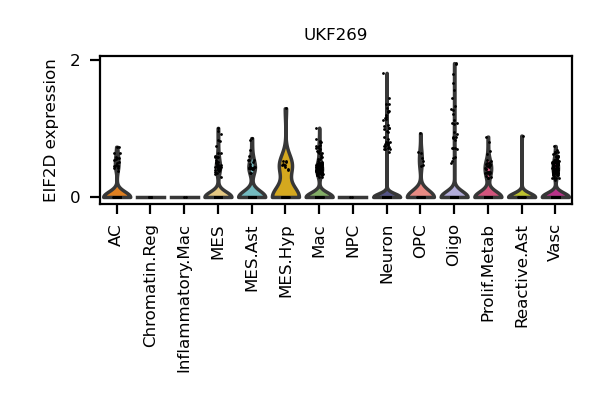 UKF269
EIF2D expression
2
0
AC
Chromatin.Reg
Inflammatory.Mac
MES
MES.Ast
MES.Hyp
Mac
NPC
Neuron
OPC
Oligo
Prolif.Metab
Reactive.Ast
Vasc